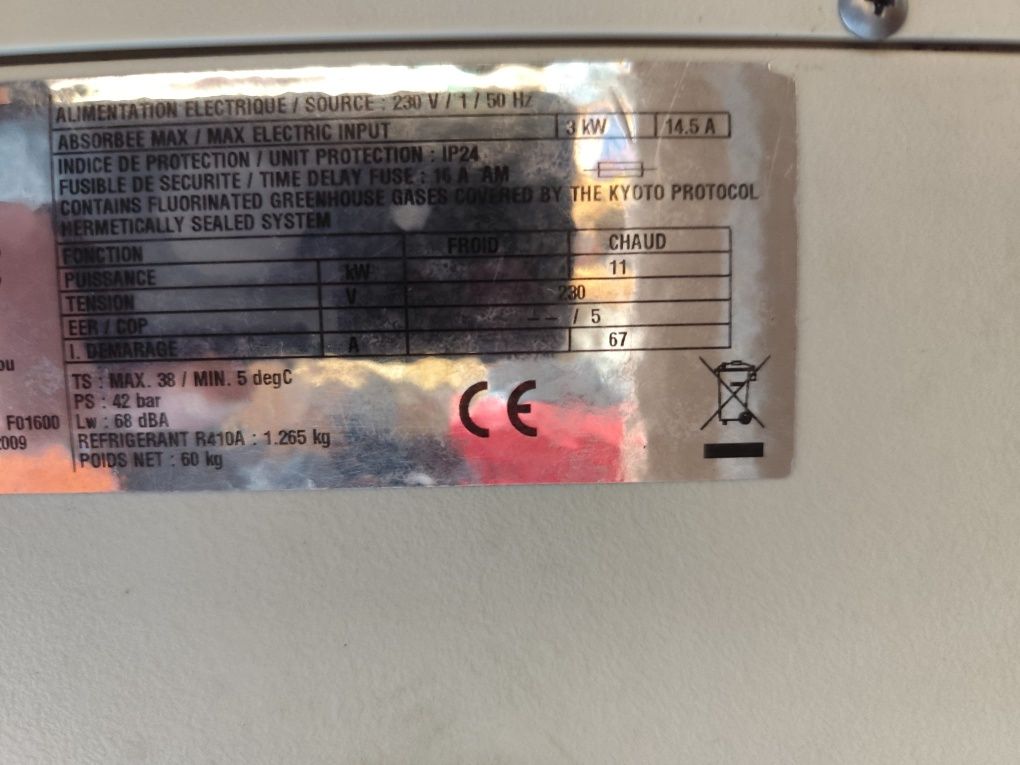 ALIMENTATION ELECTRIQUE / SOURCE : 230 V / 1 / 50 Hz
ABSORBEE MAX / MAX ELECTRIC INPUT 3 kW 14.5 A
INDICE DE PROTECTION / UNIT PROTECTION : IP24
FUSIBLE DE SECURITE / TIME DELAY FUSE : 16 A AM
CONTAINS FLUORINATED GREENHOUSE GASES COVERED BY THE KYOTO PROTOCOL
HERMETICALLY SEALED SYSTEM
FONCTION FROID CHAUD
PUISSANCE kW 11
TENSION V 230
EER / COP -- / 5
I. DEMARAGE A 67
ou
TS : MAX. 38 / MIN. 5 degC
PS : 42 bar
F01600 Lw : 68 dBA
2009 REFRIGERANT R410A : 1.265 kg
POIDS NET : 60 kg
CE